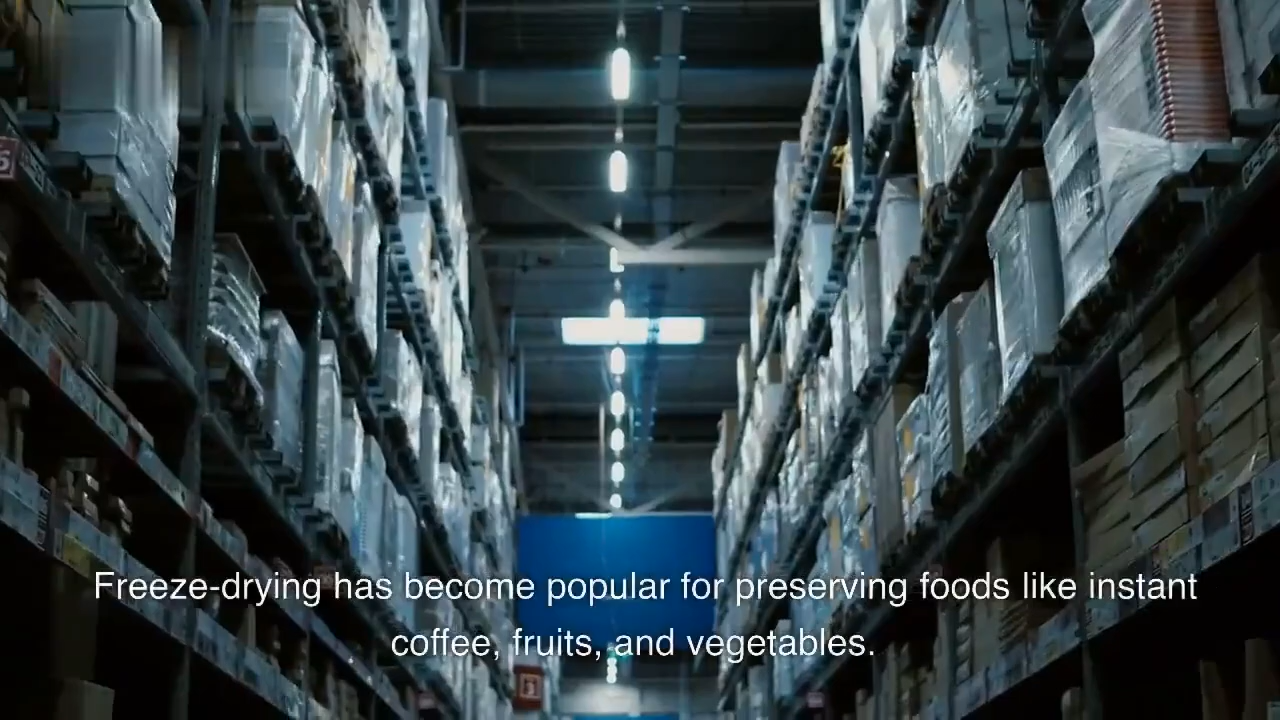 Freeze-drying has become popular for preserving foods like instant
coffee, fruits, and vegetables.